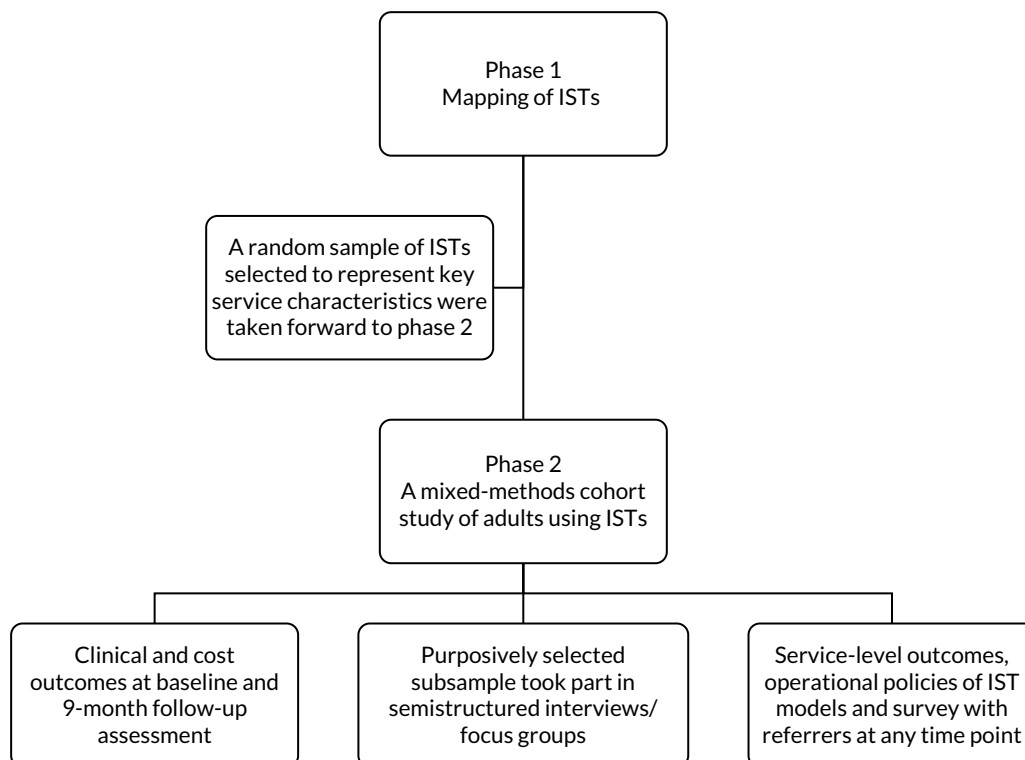 Phase 1
Mapping of ISTs
A random sample of ISTs
selected to represent key
service characteristics were
taken forward to phase 2
Phase 2
A mixed-methods cohort
study of adults using ISTs
Clinical and cost
outcomes at baseline and
9-month follow-up
assessment
Purposively selected
subsample took part in
semistructured interviews/
focus groups
Service-level outcomes,
operational policies of IST
models and survey with
referrers at any time point